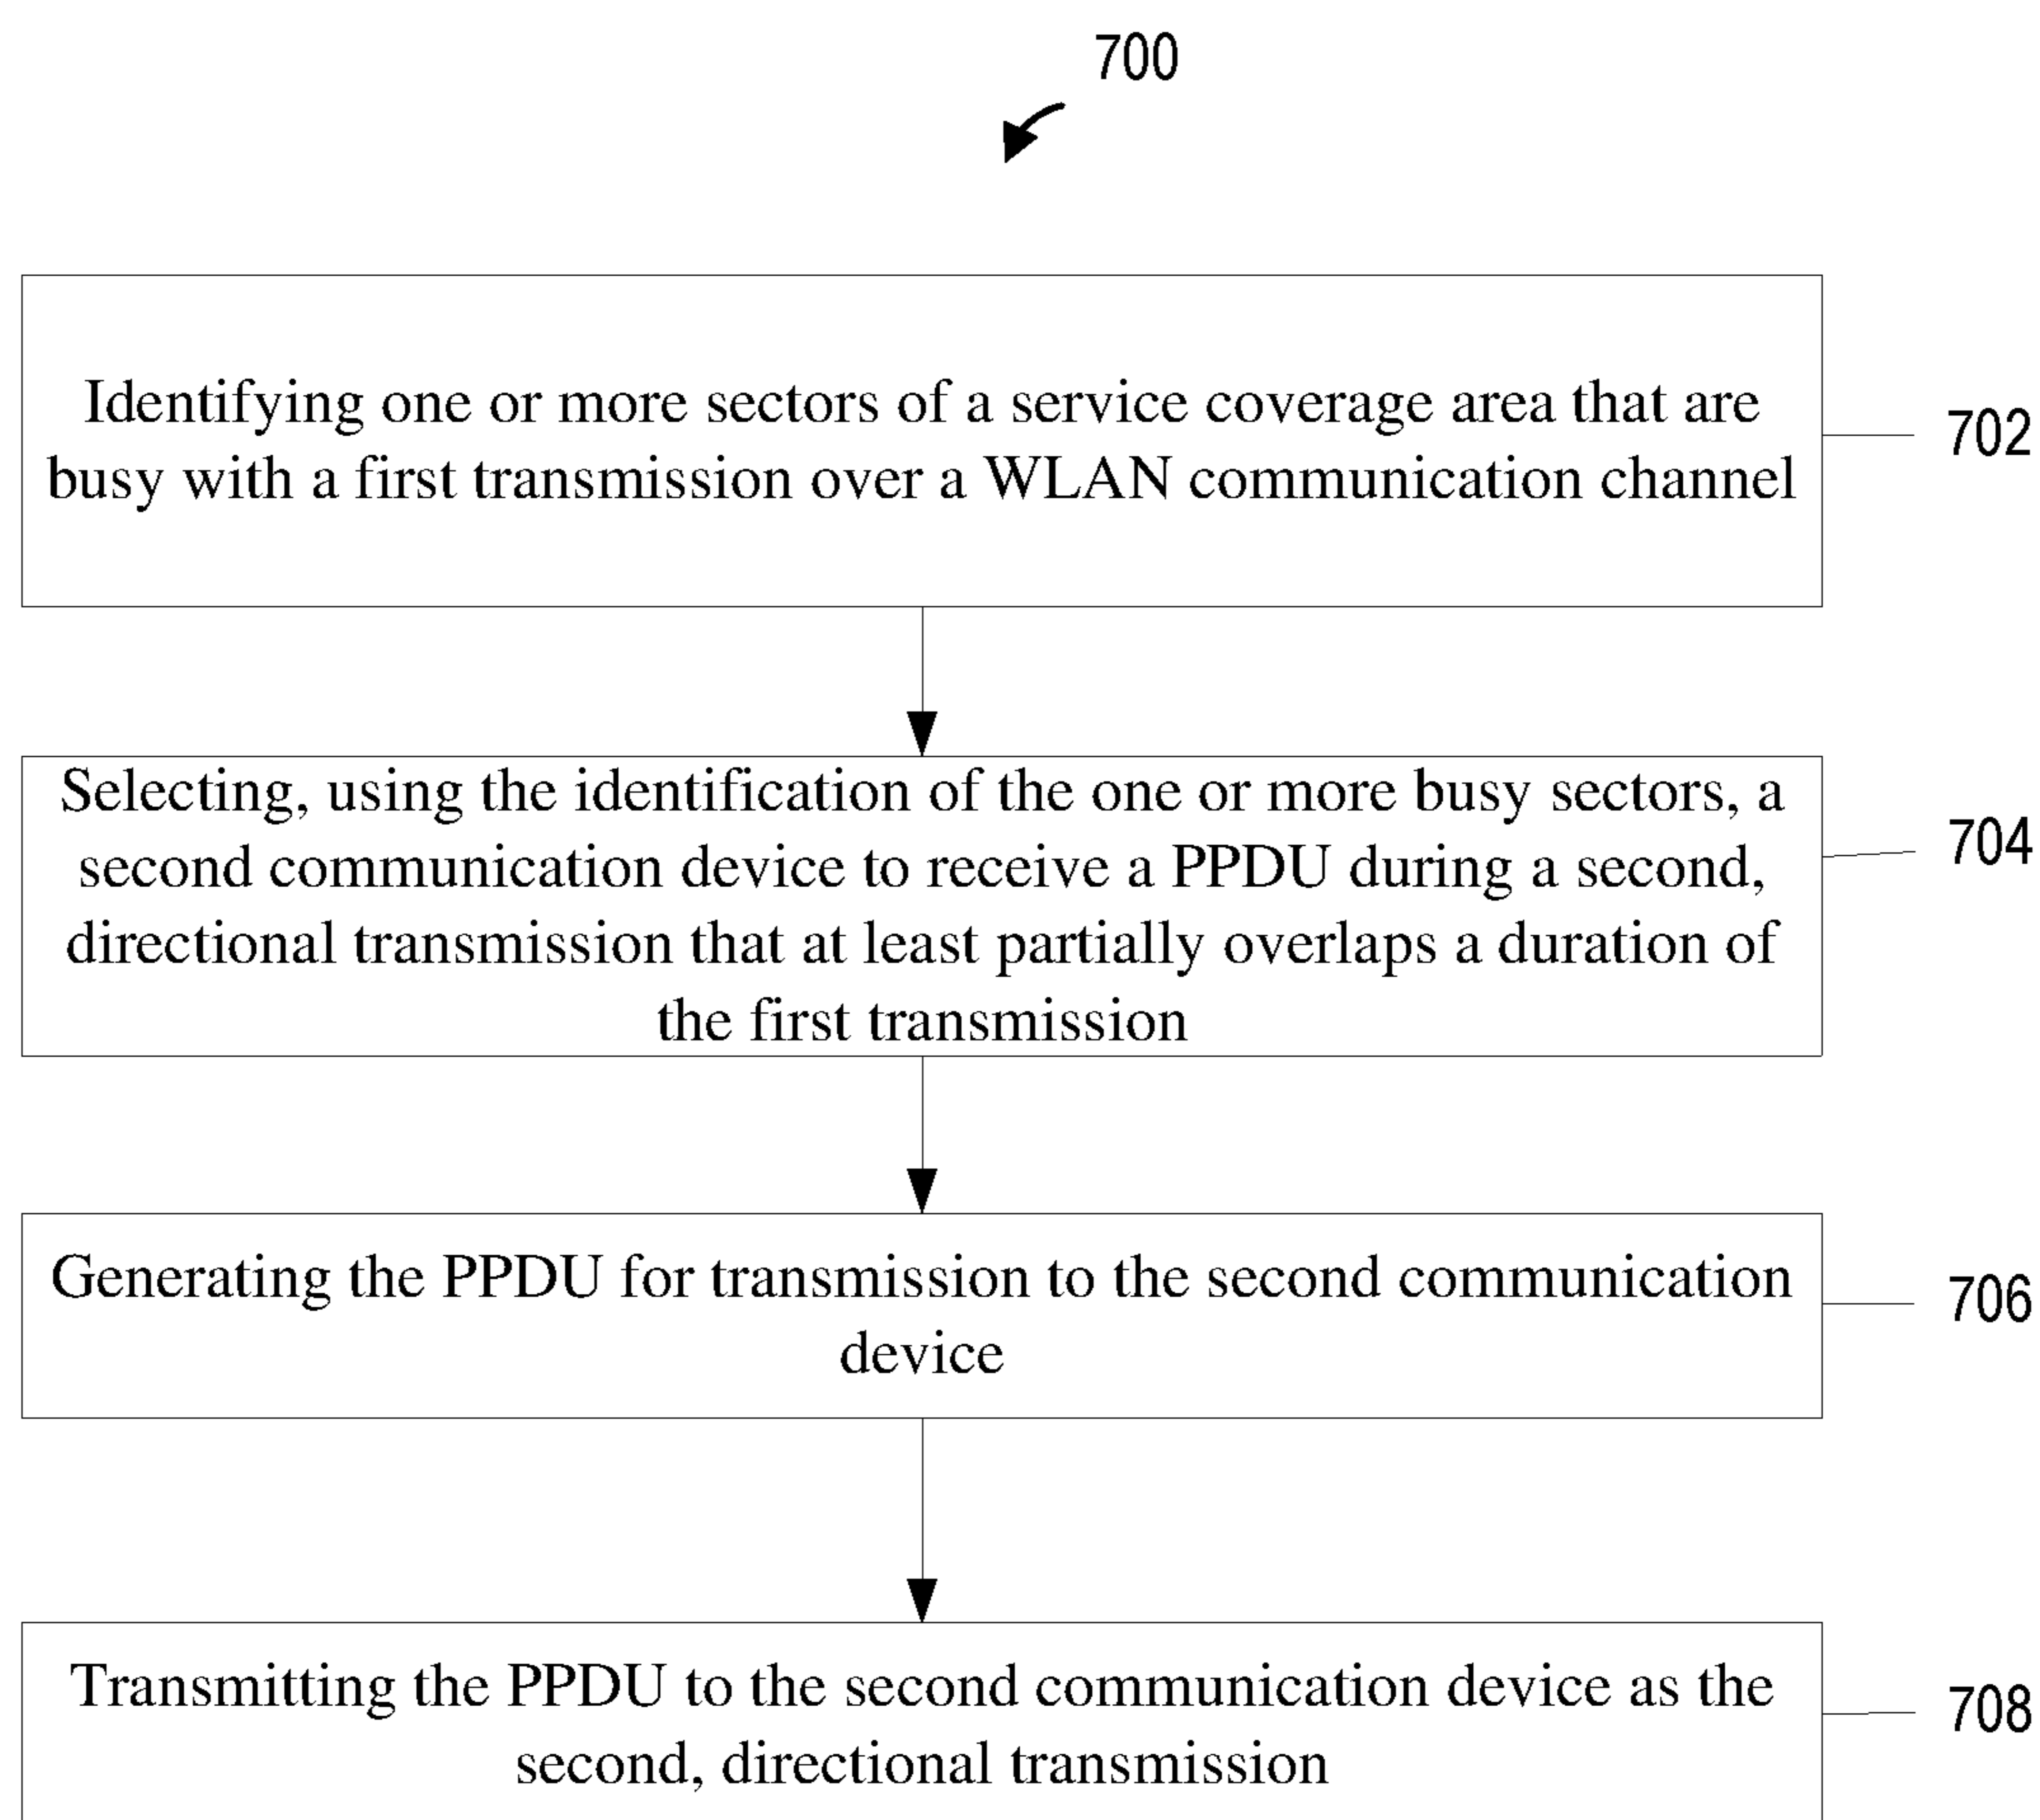 700
Identifying one or more sectors of a service coverage area that are
busy with a first transmission over a WLAN communication channel
702
Selecting, using the identification of the one or more busy sectors, a
second communication device to receive a PPDU during a second,
directional transmission that at least partially overlaps a duration of
the first transmission
704
Generating the PPDU for transmission to the second communication
device
706
Transmitting the PPDU to the second communication device as the
second, directional transmission
708